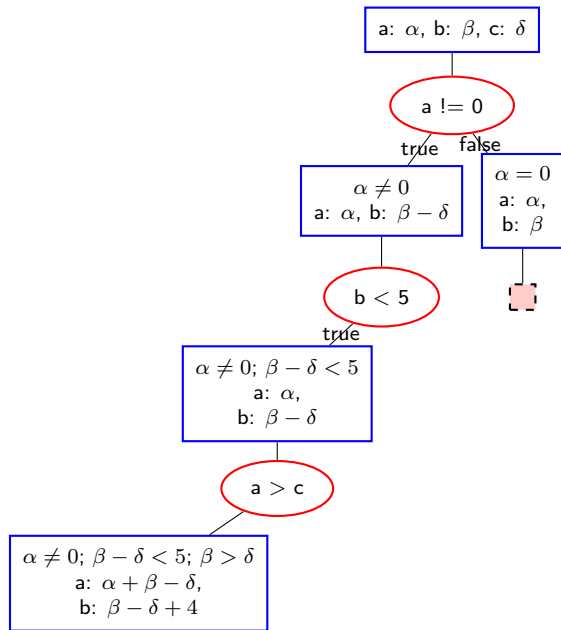 a: α, b: β, c: δ
a != 0
true
false
α ≠ 0
a: α, b: β − δ
α = 0
a: α,
b: β
b < 5
true
α ≠ 0; β − δ < 5
a: α,
b: β − δ
a > c
α ≠ 0; β − δ < 5; β > δ
a: α + β − δ,
b: β − δ + 4